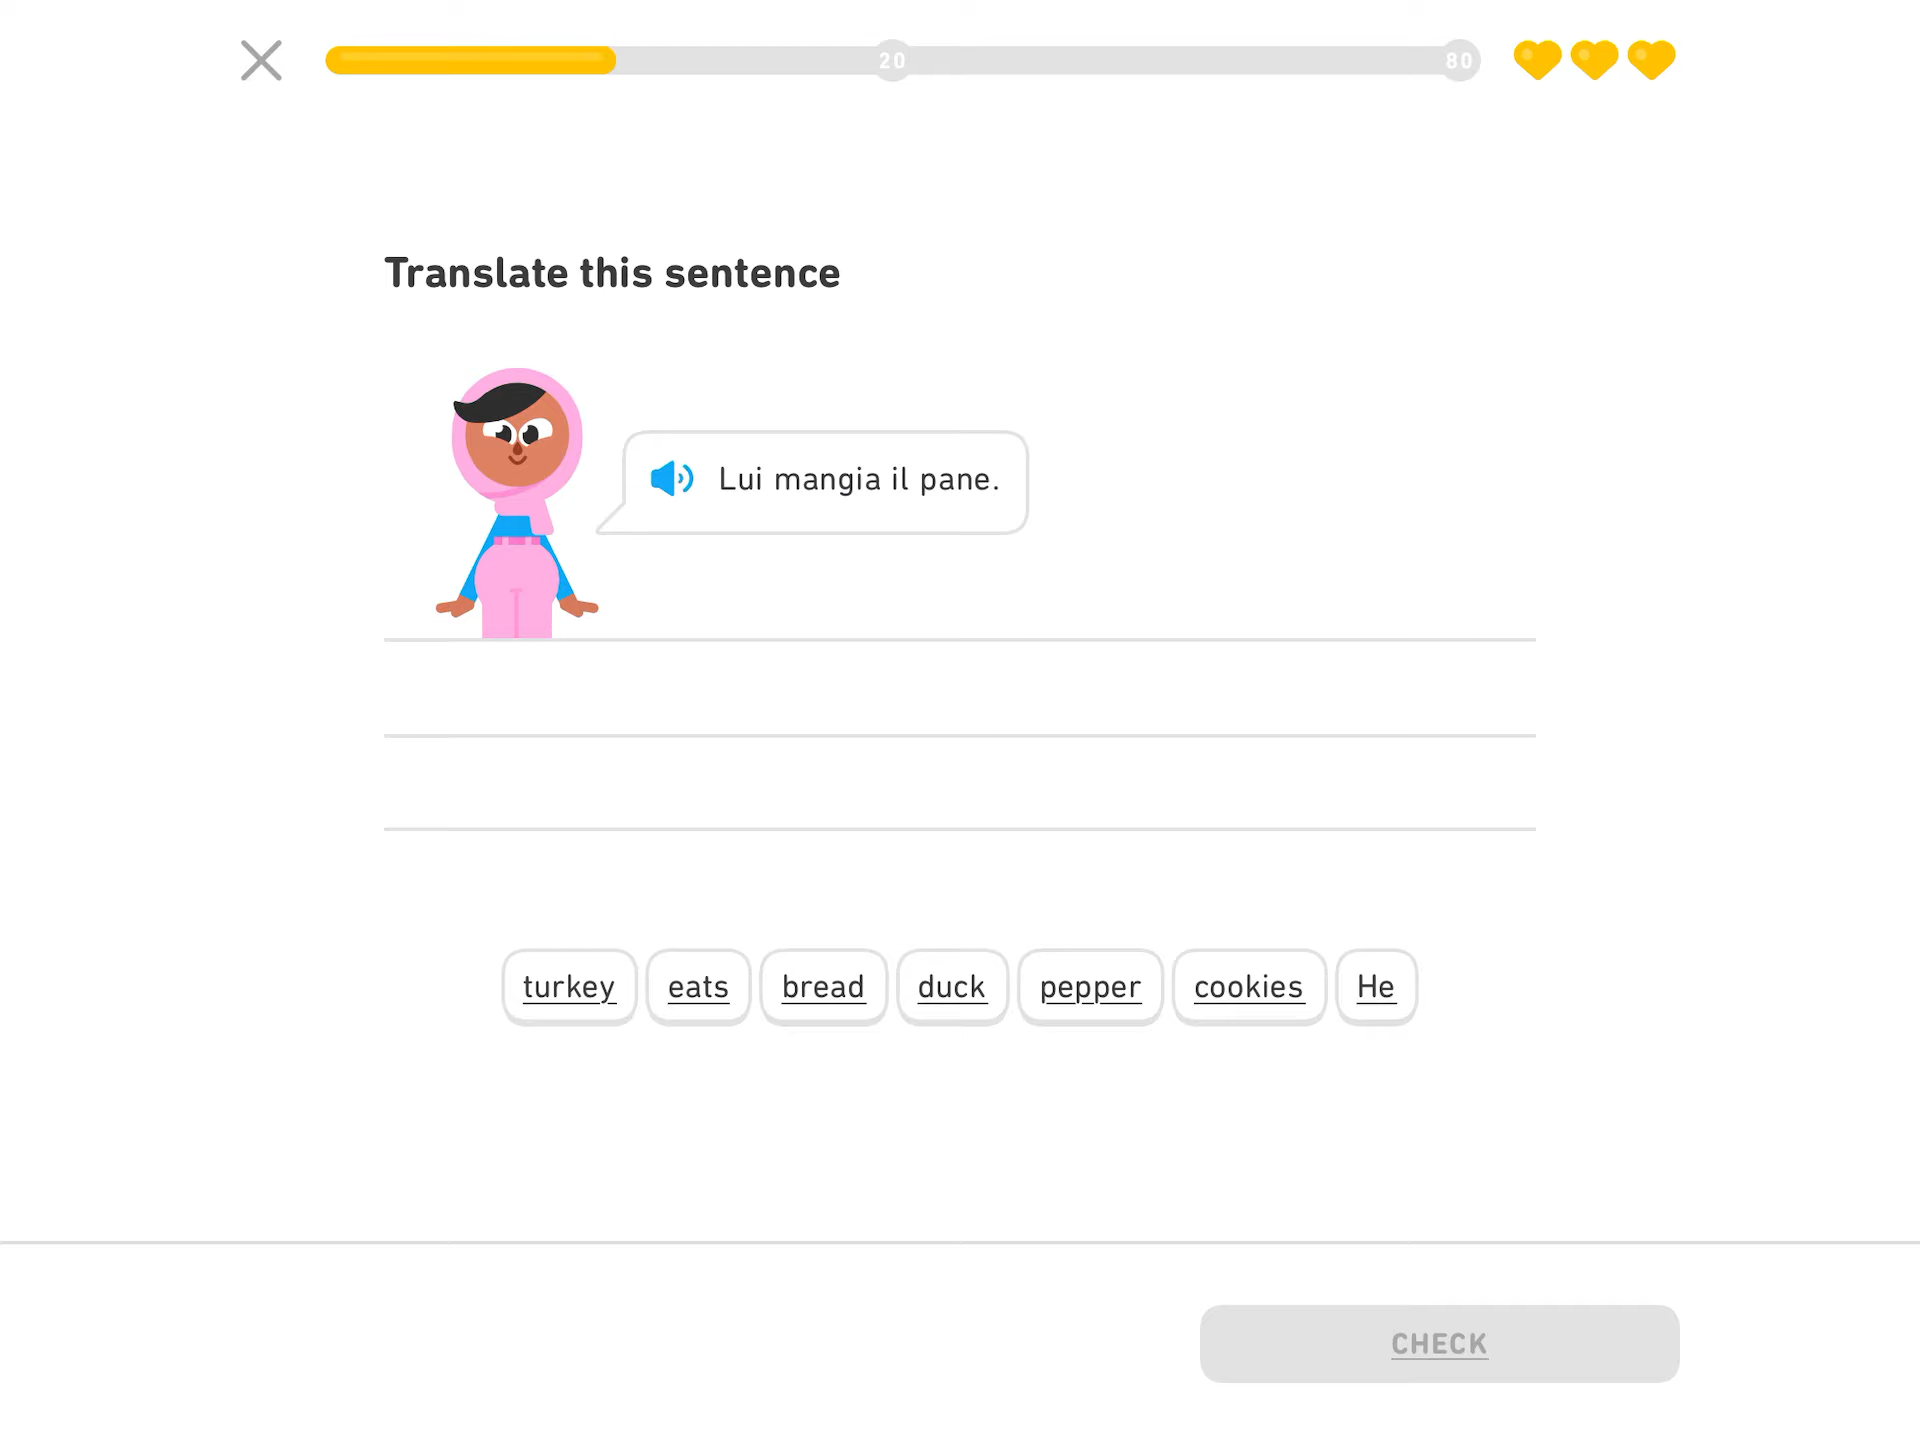 20
80
Translate this sentence
Lui mangia il pane.
turkey eats bread duck pepper cookies He
CHECK